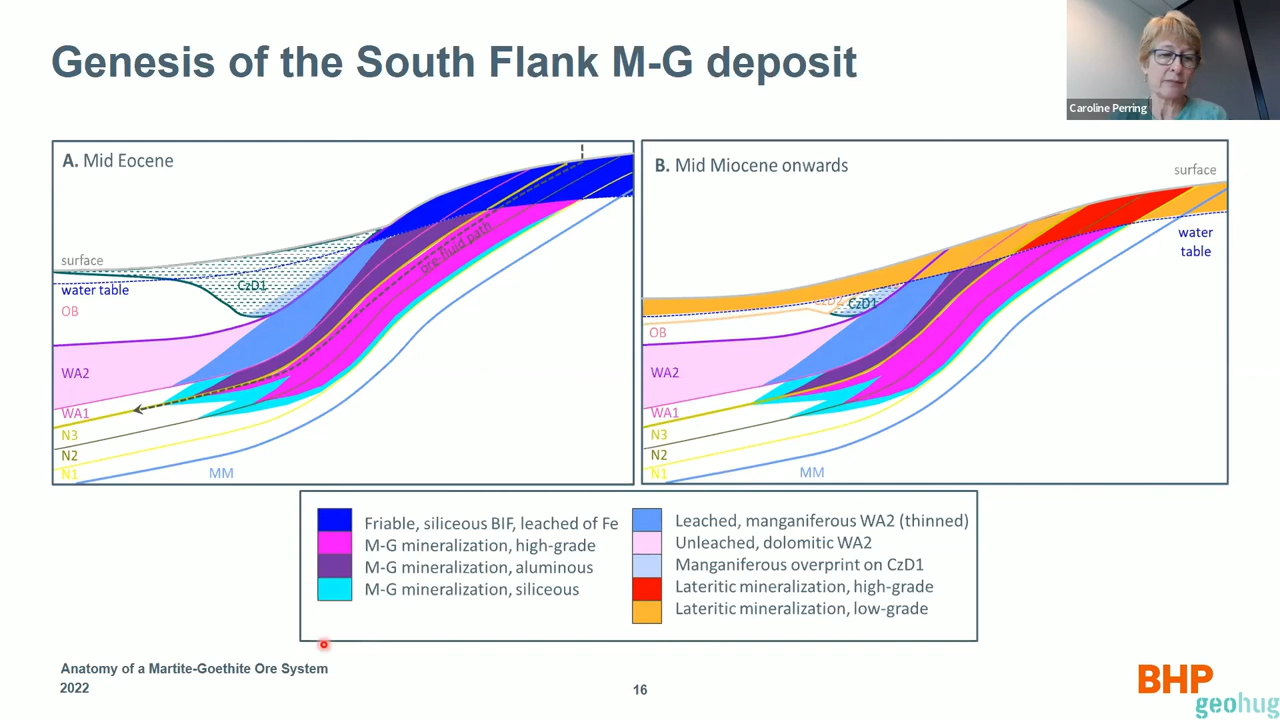 Genesis of the South Flank M-G deposit
Caroline Perring
A. Mid Eocene
surface
water table
OB
WA2
WA1
N3
N2
N1
MM
CzD1
ore fluid path
B. Mid Miocene onwards
surface
water
table
CzD2
CzD1
OB
WA2
WA1
N3
N2
N1
MM
Friable, siliceous BIF, leached of Fe
M-G mineralization, high-grade
M-G mineralization, aluminous
M-G mineralization, siliceous
Leached, manganiferous WA2 (thinned)
Unleached, dolomitic WA2
Manganiferous overprint on CzD1
Lateritic mineralization, high-grade
Lateritic mineralization, low-grade
Anatomy of a Martite-Goethite Ore System
2022
16
BHP
geohug